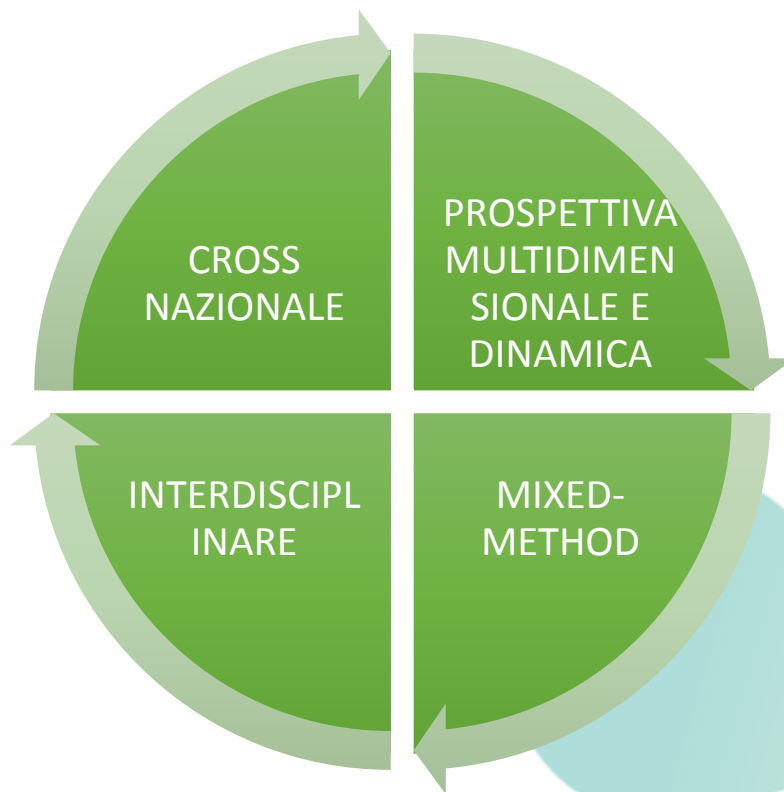 CROSS
NAZIONALE
PROSPETTIVA
MULTIDIMEN
SIONALE E
DINAMICA
INTERDISCIPL
INARE
MIXED-
METHOD